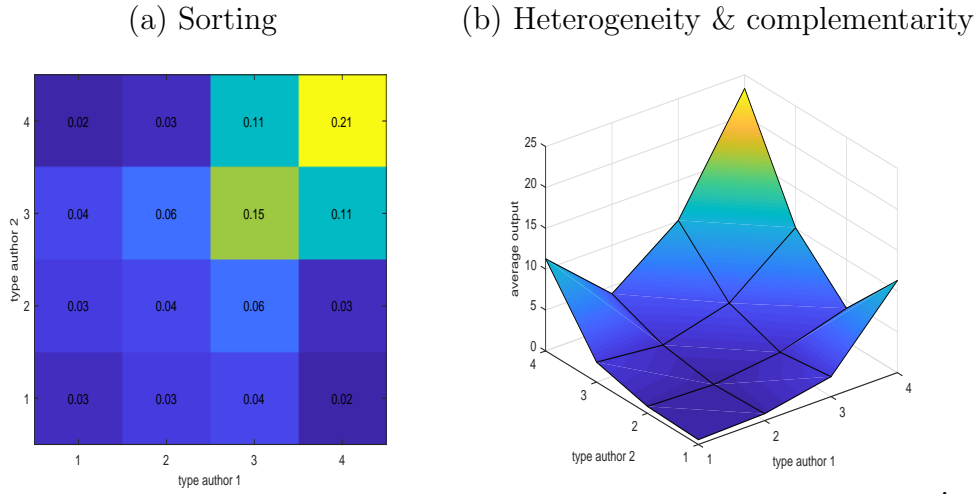 (a) Sorting
4
0.02 0.03 0.11 0.21
3
0.04 0.06 0.15 0.11
2
0.03 0.04 0.06 0.03
1
0.03 0.03 0.04 0.02
1 2 3 4
type author 1
type author 2
(b) Heterogeneity & complementarity
25
20
15
10
5
0
average output
4
3
2
1
type author 2
1
2
3
4
type author 1